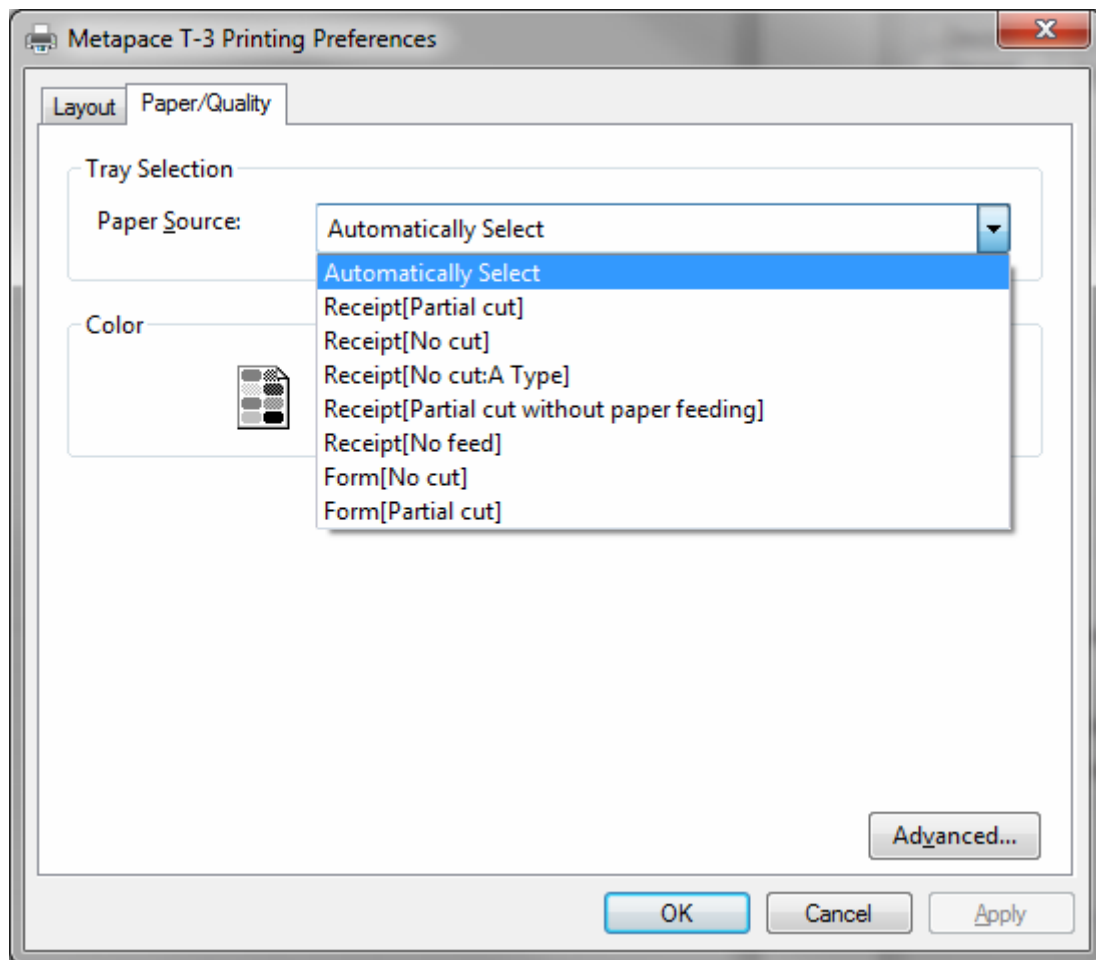 Metapace T-3 Printing Preferences
X
Layout Paper/Quality
Tray Selection
Paper Source: Automatically Select
Automatically Select
Receipt[Partial cut]
Receipt[No cut]
Receipt[No cut:A Type]
Receipt[Partial cut without paper feeding]
Receipt[No feed]
Form[No cut]
Form[Partial cut]
Color
Advanced...
OK Cancel Apply